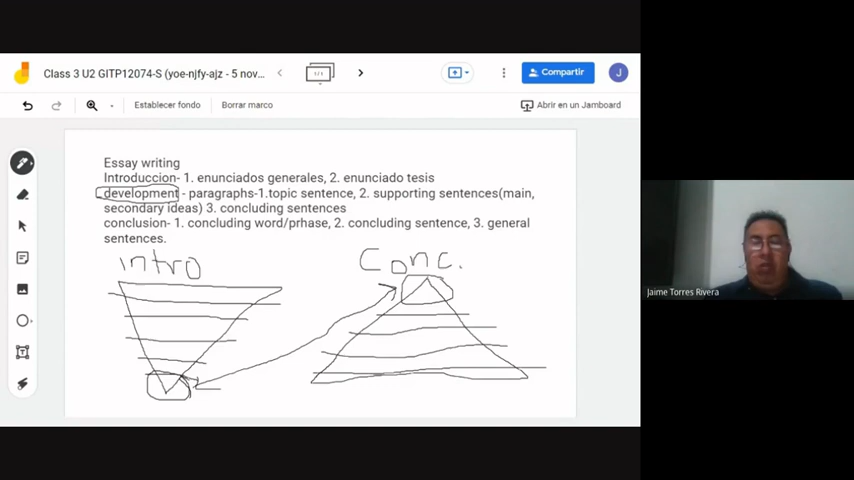 Class 3 U2 GITP12074-S (yoe-njfy-ajz - 5 nov...
1/1
Compartir
J
Establecer fondo
Borrar marco
Abrir en un Jamboard
Essay writing
Introduccion- 1. enunciados generales, 2. enunciado tesis
development - paragraphs-1.topic sentence, 2. supporting sentences(main,
secondary ideas) 3. concluding sentences
conclusion- 1. concluding word/prhase, 2. concluding sentence, 3. general
sentences.
intro
Conc.
Jaime Torres Rivera